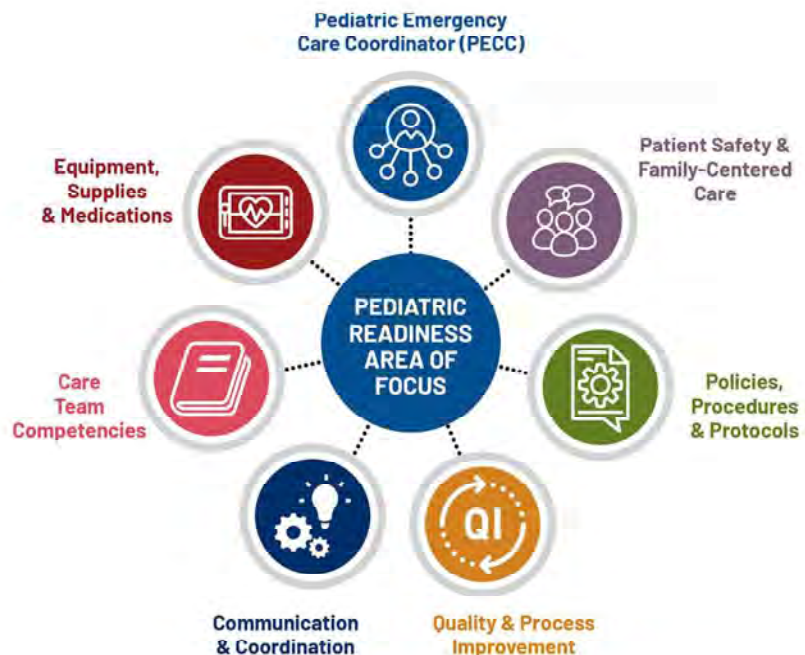 Pediatric Emergency
Care Coordinator (PECC)
Patient Safety &
Family-Centered
Care
Equipment,
Supplies
& Medications
PEDIATRIC
READINESS
AREA OF
FOCUS
Care
Team
Competencies
Policies,
Procedures
& Protocols
QI
Communication
& Coordination
Quality & Process
Improvement